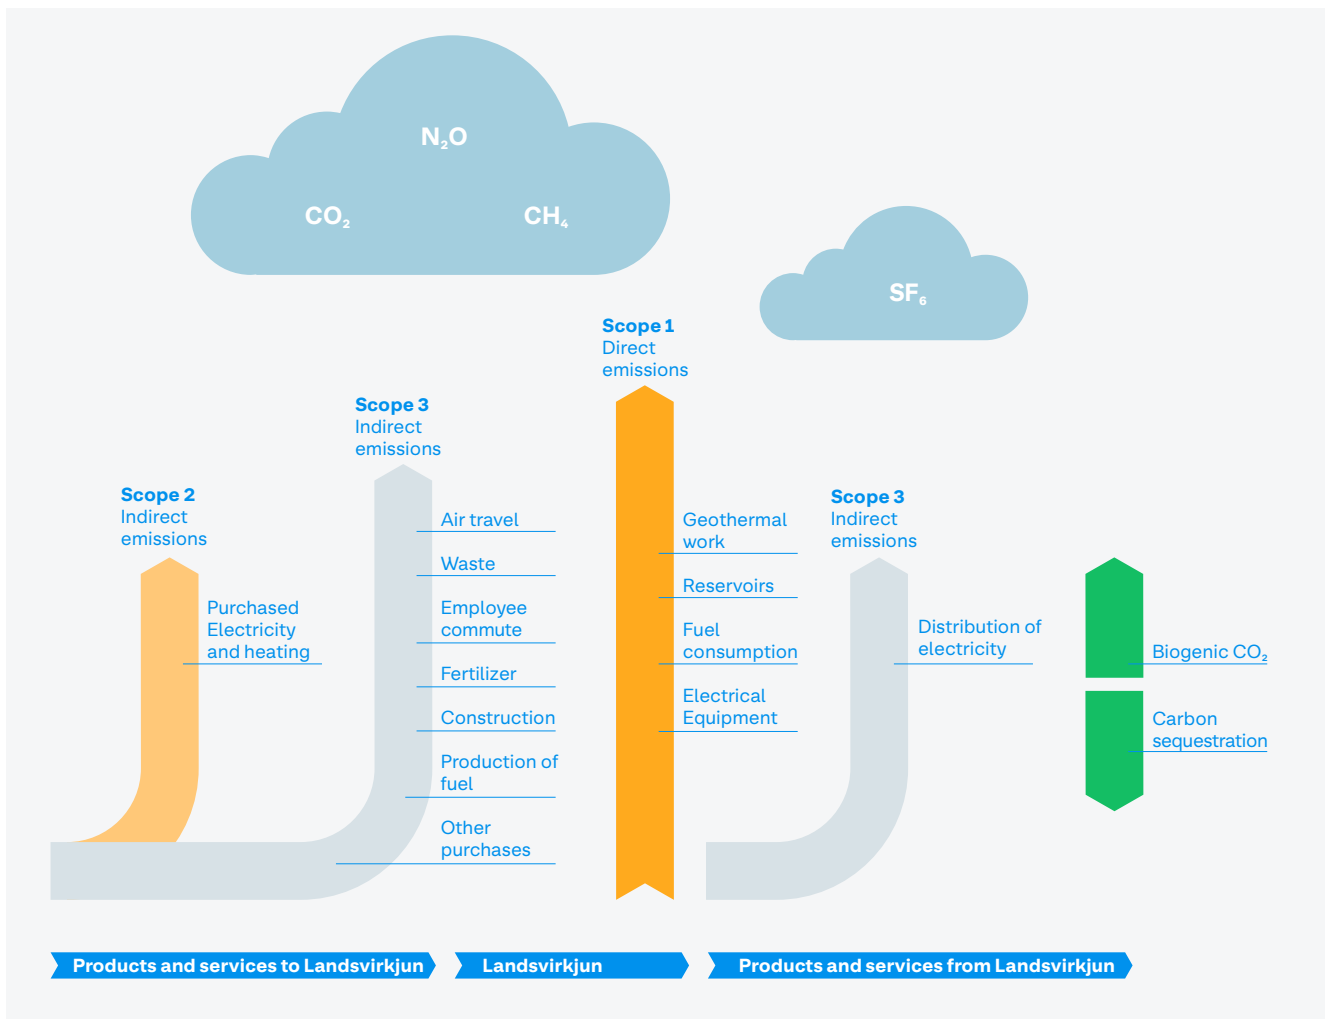 N₂O
CO₂
CH₄
SF₆
Scope 1
Direct
emissions
Scope 3
Indirect
emissions
Scope 2
Indirect
emissions
Scope 3
Indirect
emissions
Purchased
Electricity
and heating
Air travel
Waste
Employee
commute
Fertilizer
Construction
Production of
fuel
Other
purchases
Geothermal
work
Reservoirs
Fuel
consumption
Electrical
Equipment
Distribution of
electricity
Biogenic CO₂
Carbon
sequestration
Products and services to Landsvirkjun
Landsvirkjun
Products and services from Landsvirkjun